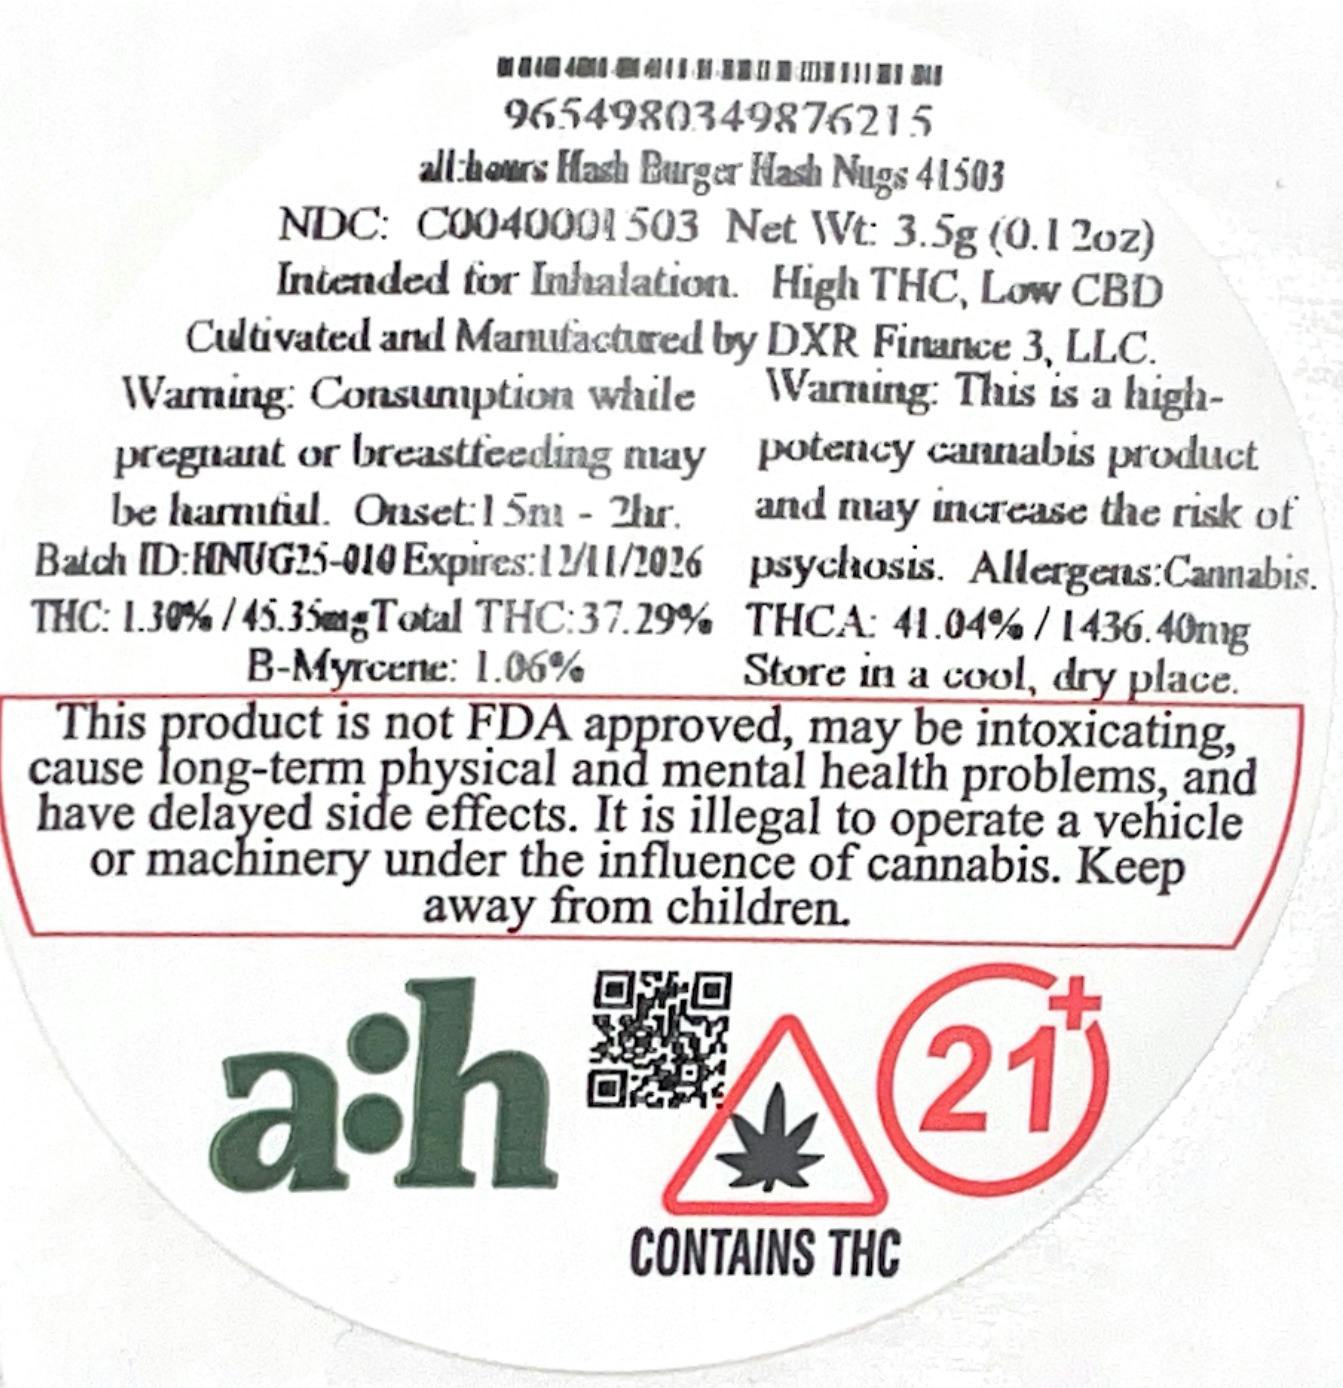 9654980349876215
all:hours Hash Burger Hash Nugs 41503
NDC: C0040001503 Net Wt: 3.5g (0.12oz)
Intended for Inhalation. High THC, Low CBD
Cultivated and Manufactured by DXR Finance 3, LLC.
Warning: Consumption while
pregnant or breastfeeding may
be harmful. Onset:15m - 2hr.
Batch ID:HNUG25-010 Expires:12/11/2026
THC: 1.30% / 45.35mgTotal THC:37.29%
B-Myrcene: 1.06%
Warning: This is a high-
potency cannabis product
and may increase the risk of
psychosis. Allergens:Cannabis.
THCA: 41.04% / 1436.40mg
Store in a cool, dry place.
This product is not FDA approved, may be intoxicating,
cause long-term physical and mental health problems, and
have delayed side effects. It is illegal to operate a vehicle
or machinery under the influence of cannabis. Keep
away from children.
a:h
21+
CONTAINS THC